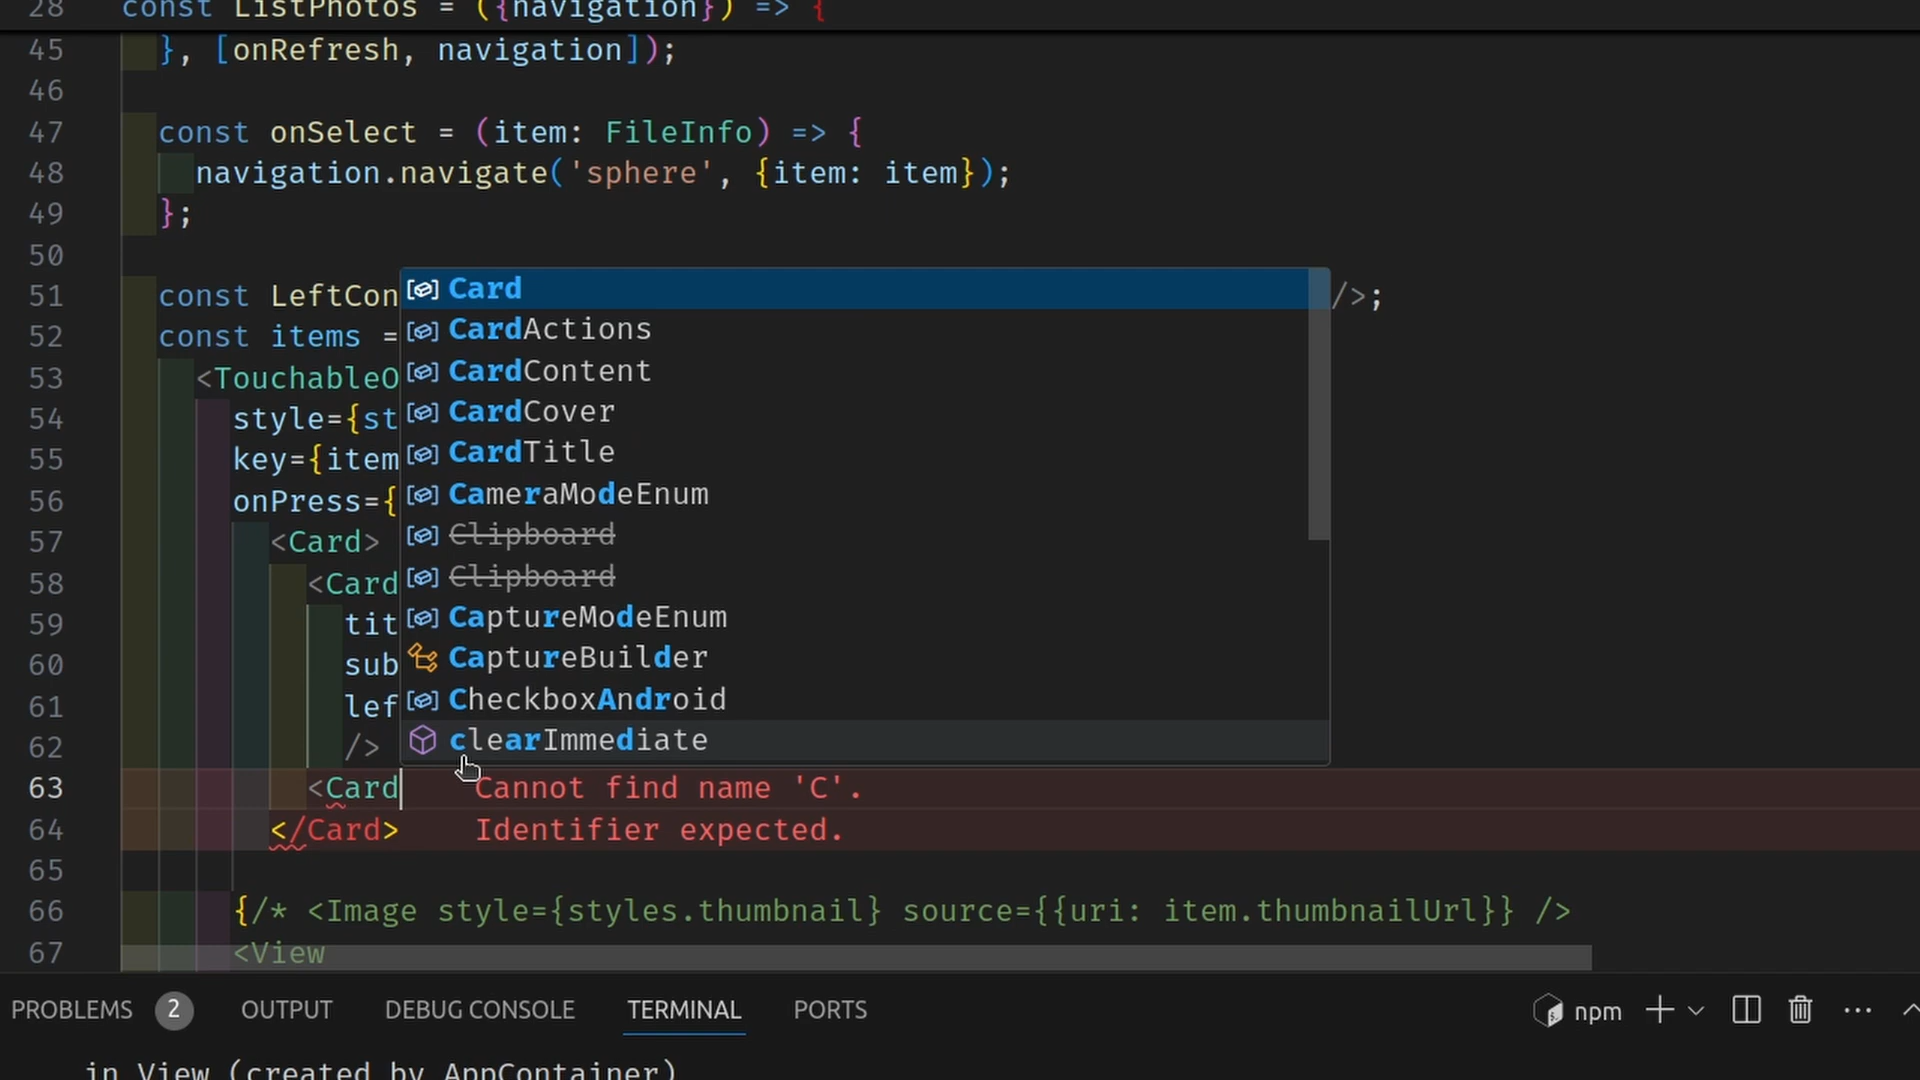 28 const ListPhotos = ({navigation}) => {
45 }, [onRefresh, navigation]);
46
47 const onSelect = (item: FileInfo) => {
48 navigation.navigate('sphere', {item: item});
49 };
50
51 const LeftCon />;
52 const items =
53 <TouchableO
54 style={st
55 key={item
56 onPress={
57 <Card>
58 <Card
59 tit
60 sub
61 lef
62 />
63 <Card Cannot find name 'C'.
64 </Card> Identifier expected.
65
66 {/* <Image style={styles.thumbnail} source={{uri: item.thumbnailUrl}} />
67 <View
Card
CardActions
CardContent
CardCover
CardTitle
CameraModeEnum
Clipboard
Clipboard
CaptureModeEnum
CaptureBuilder
CheckboxAndroid
clearImmediate
PROBLEMS 2 OUTPUT DEBUG CONSOLE TERMINAL PORTS npm
in View (created by AppContainer)